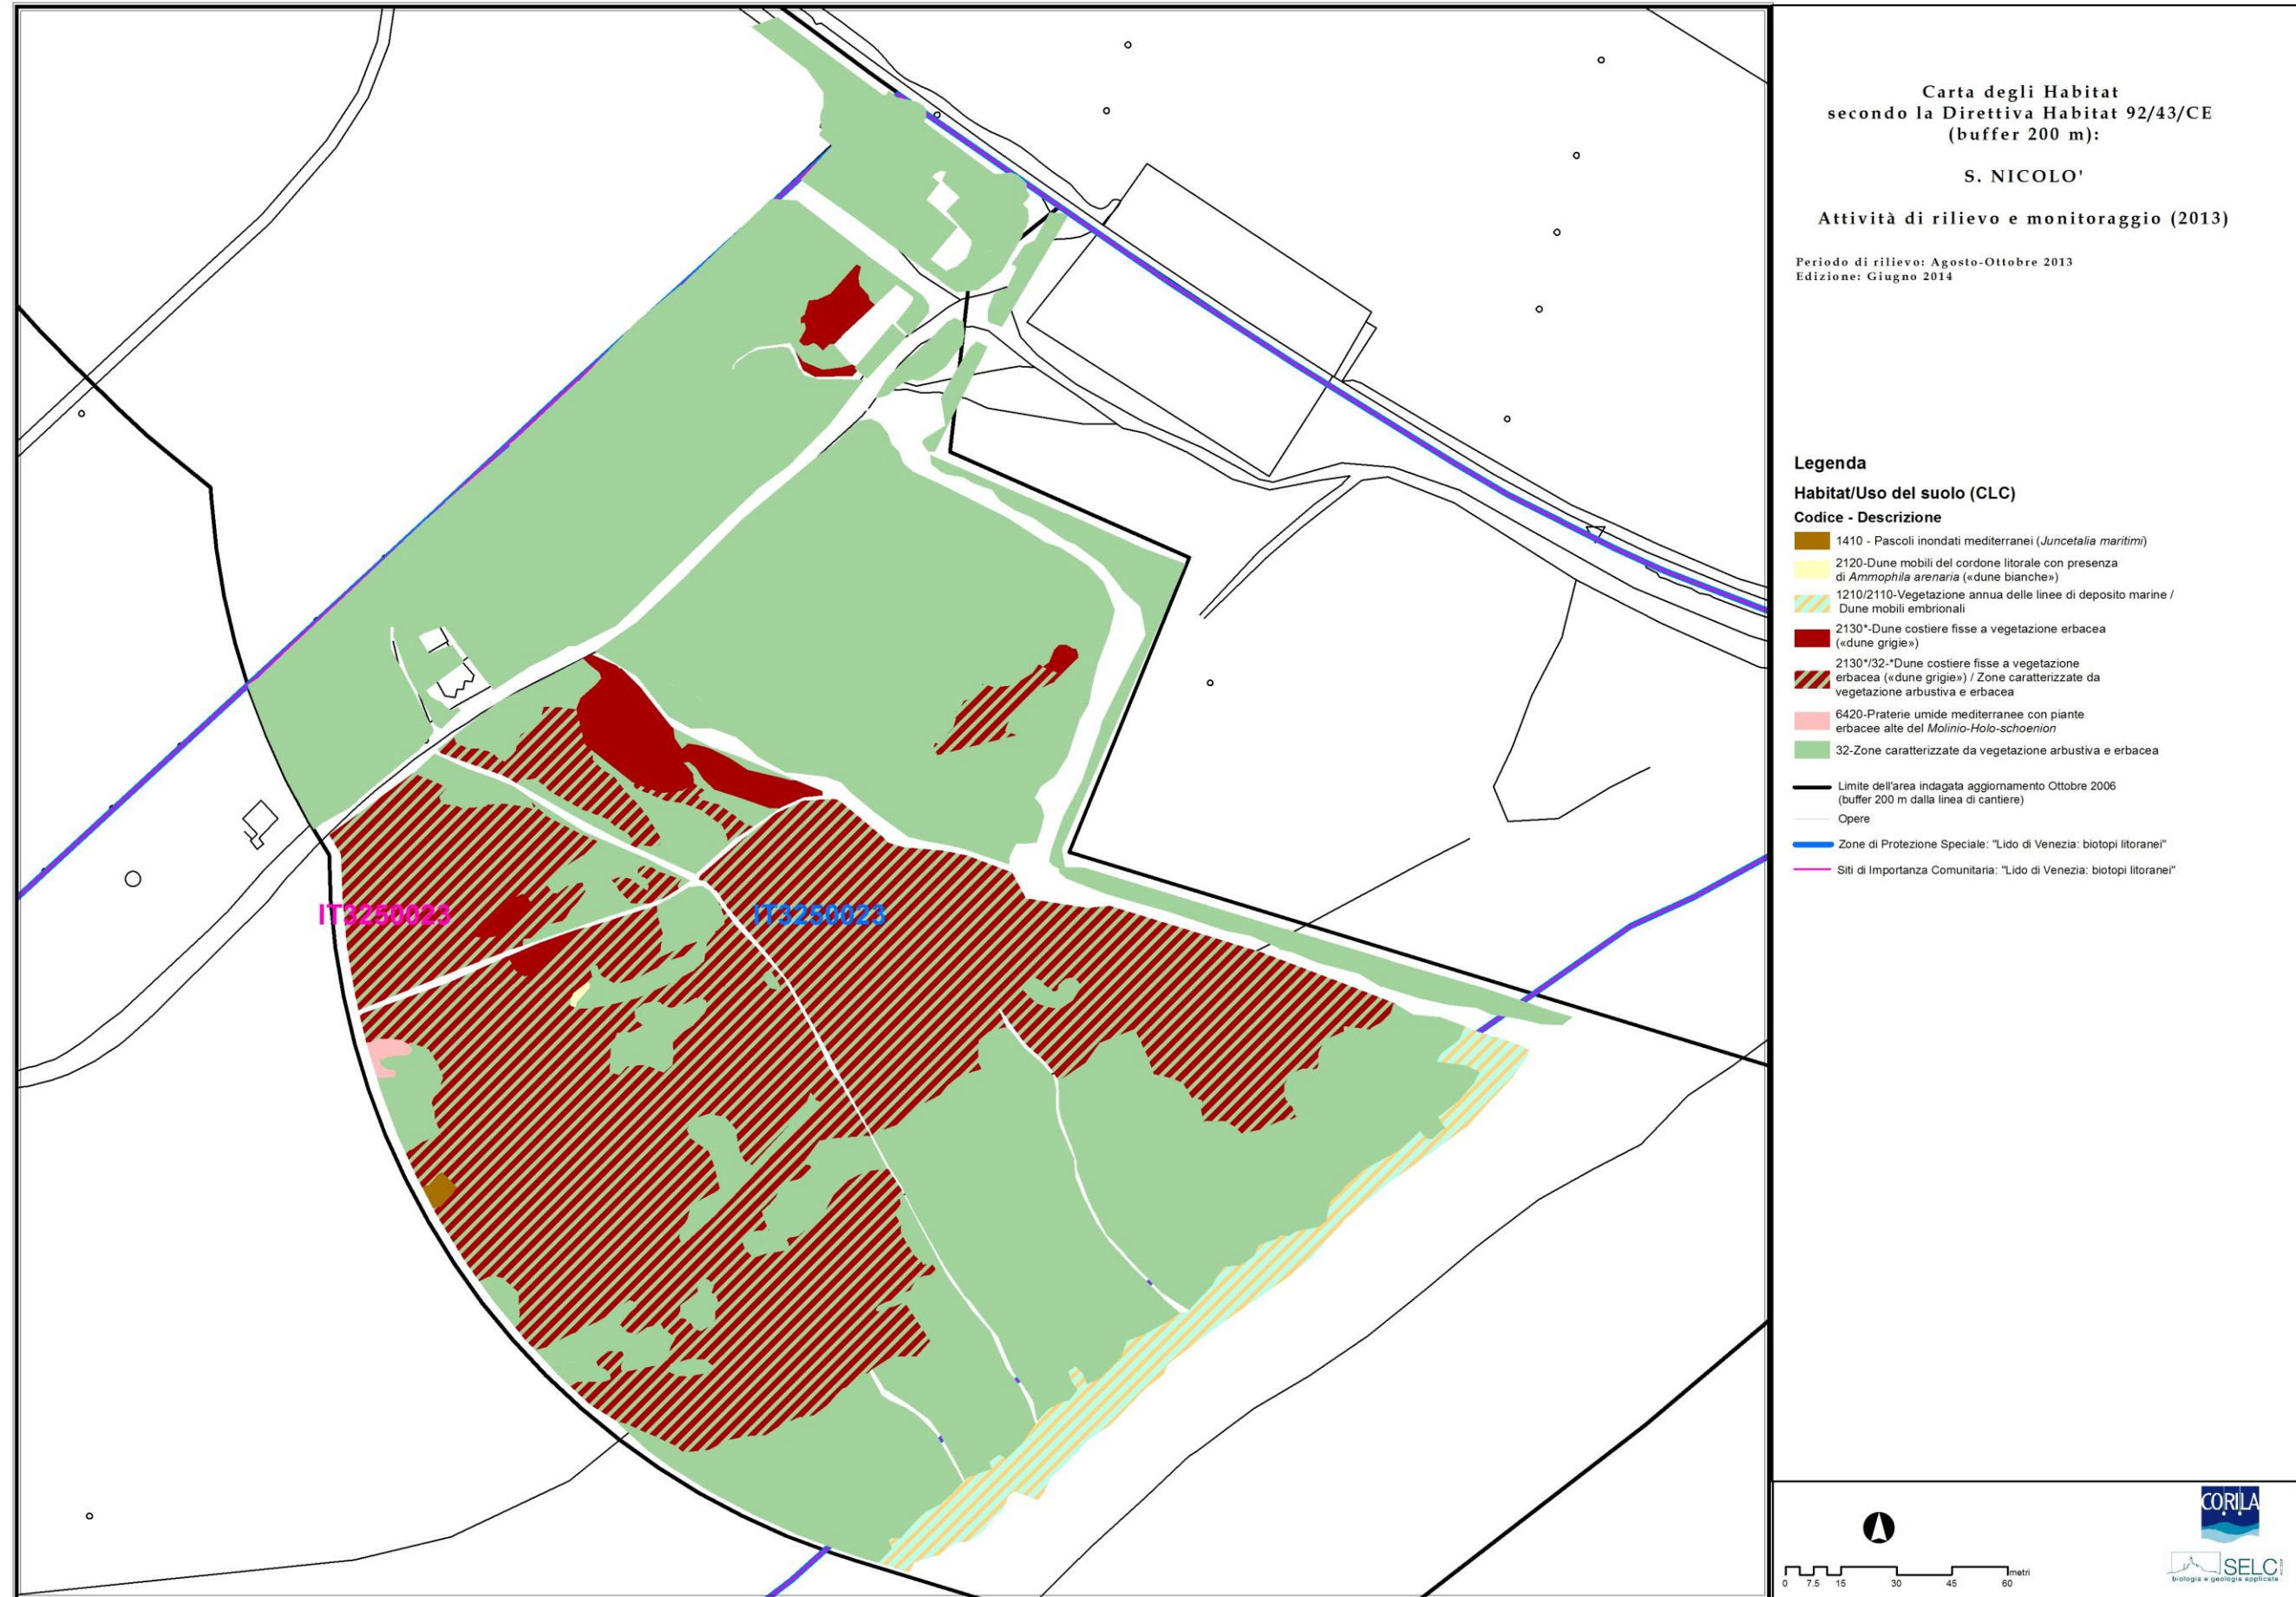 Carta degli Habitat
secondo la Direttiva Habitat 92/43/CE
(buffer 200 m):
S. NICOLO'
Attività di rilievo e monitoraggio (2013)
Periodo di rilievo: Agosto-Ottobre 2013
Edizione: Giugno 2014
Legenda
Habitat/Uso del suolo (CLC)
Codice - Descrizione
1410 - Pascoli inondati mediterranei (Juncetalia maritimi)
2120-Dune mobili del cordone litorale con presenza
di Ammophila arenaria («dune bianche»)
1210/2110-Vegetazione annua delle linee di deposito marine /
Dune mobili embrionali
2130*-Dune costiere fisse a vegetazione erbacea
(«dune grigie»)
2130*/32-*Dune costiere fisse a vegetazione
erbacea («dune grigie») / Zone caratterizzate da
vegetazione arbustiva e erbacea
6420-Praterie umide mediterranee con piante
erbacee alte del Molinio-Holo-schoenion
32-Zone caratterizzate da vegetazione arbustiva e erbacea
Limite dell'area indagata aggiornamento Ottobre 2006
(buffer 200 m dalla linea di cantiere)
Opere
Zone di Protezione Speciale: "Lido di Venezia: biotopi litoranei"
Siti di Importanza Comunitaria: "Lido di Venezia: biotopi litoranei"
IT3250023
IT3250023
CORILA
SELC
biologia e geologia applicate
metri
0 7.5 15 30 45 60